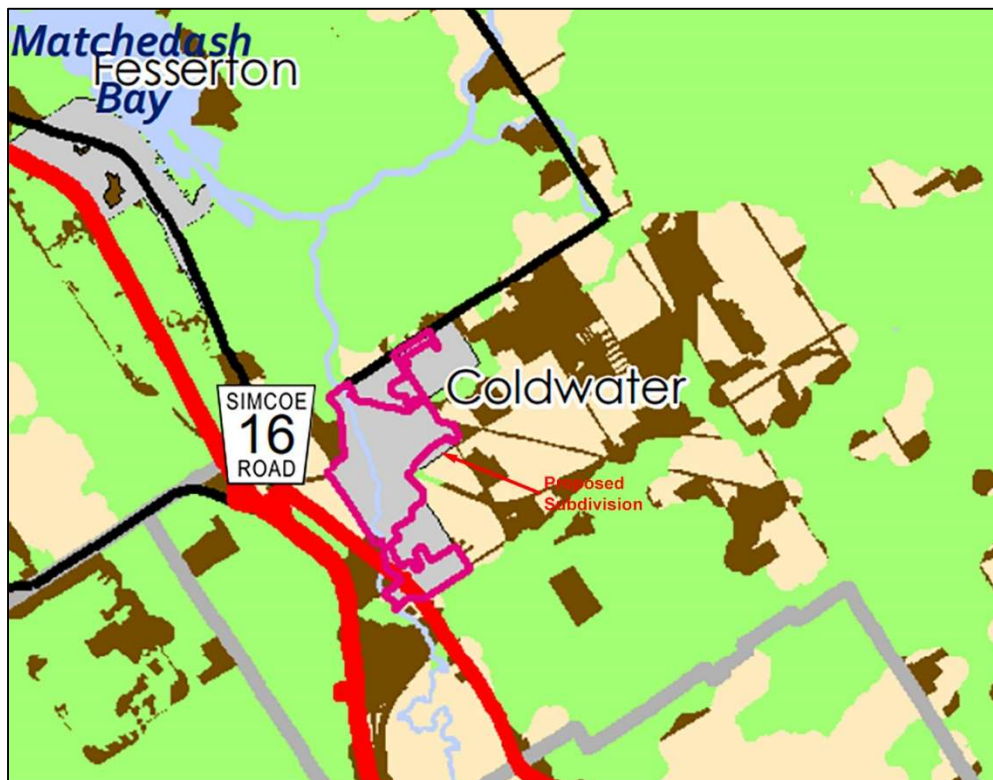 Matchedash
Fesserton
Bay
Coldwater
SIMCOE
16
ROAD
Proposed
Subdivision